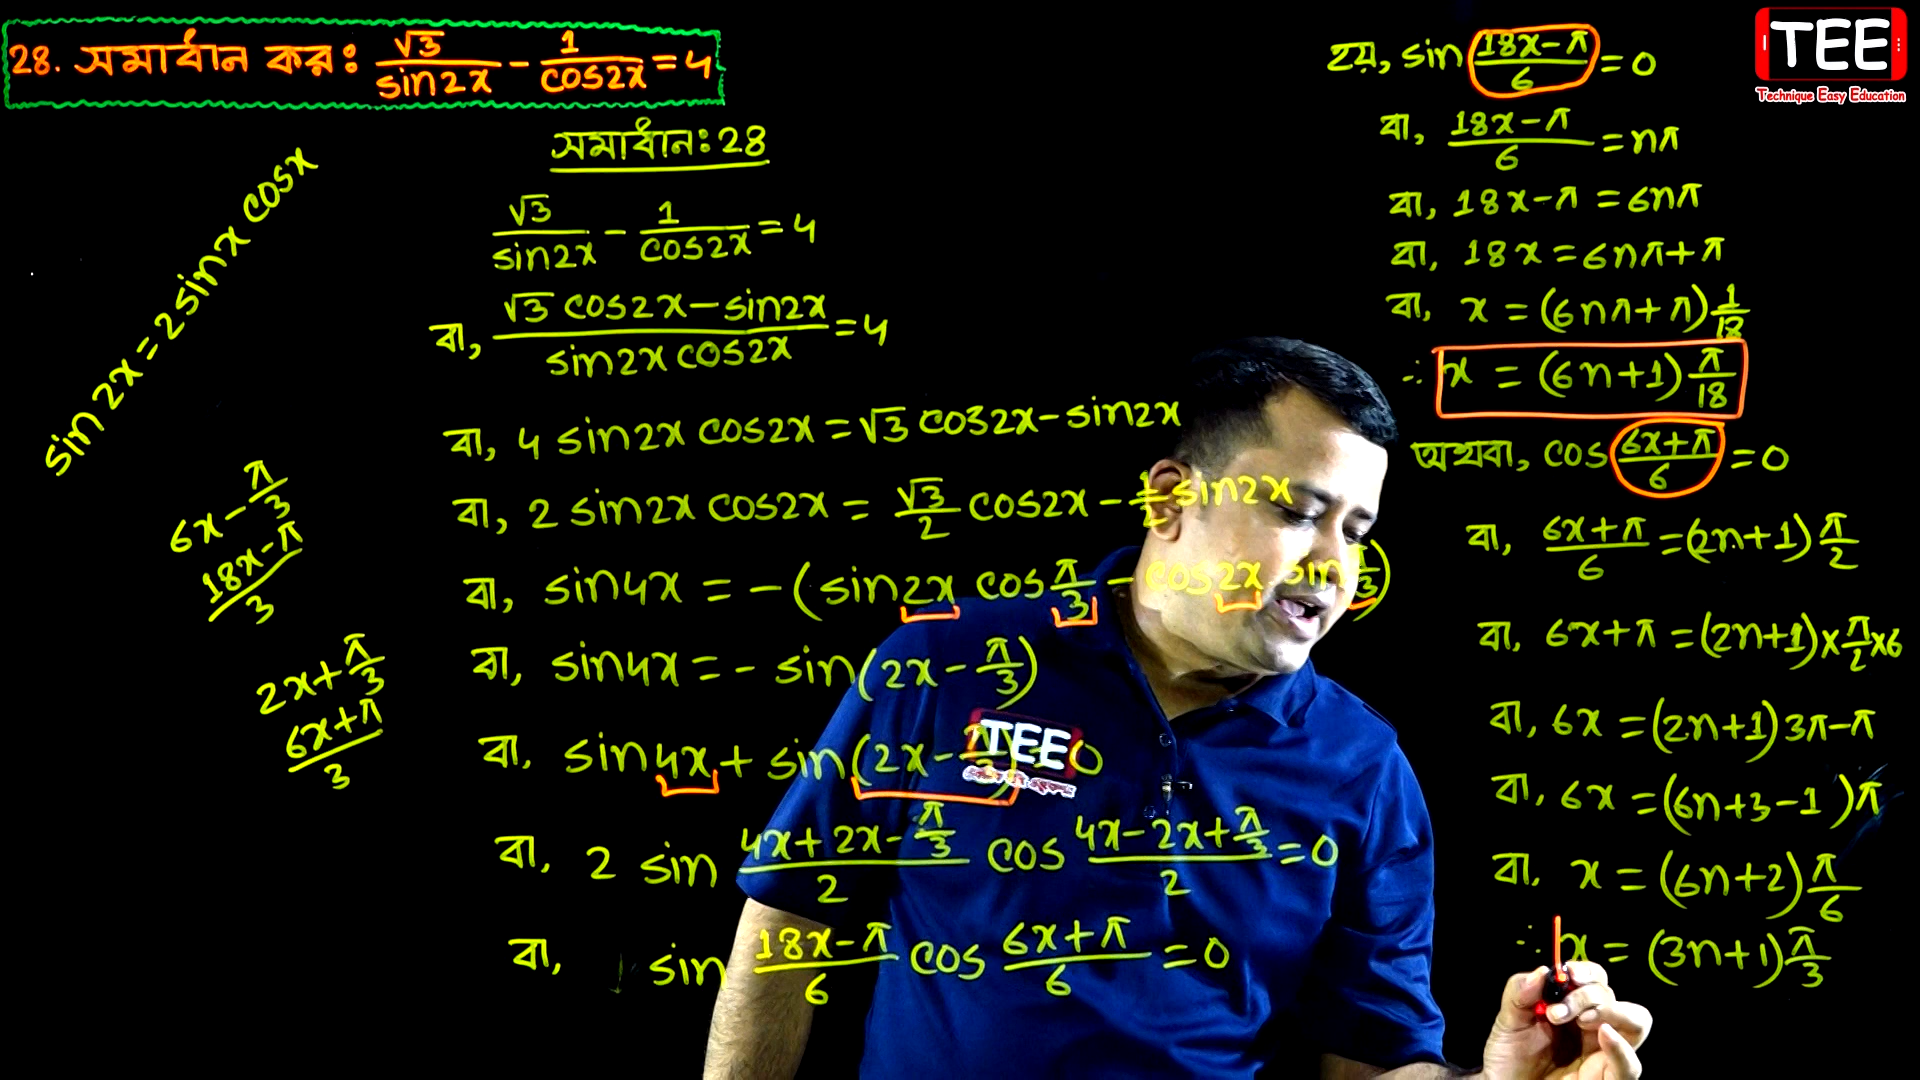 28. সমাধান কর: √3/sin2x - 1/cos2x = 4
সমাধান: 28
√3/sin2x - 1/cos2x = 4
বা, (√3 cos2x - sin2x)/(sin2x cos2x) = 4
বা, 4 sin2x cos2x = √3 cos2x - sin2x
বা, 2 sin2x cos2x = √3/2 cos2x - 1/2 sin2x
বা, sin4x = -(sin2x cos π/3 - cos2x sin π/3)
বা, sin4x = - sin(2x - π/3)
বা, sin4x + sin(2x - π/3) = 0
বা, 2 sin (4x+2x-π/3)/2 cos (4x-2x+π/3)/2 = 0
বা, sin (18x-π)/6 cos (6x+π)/6 = 0
sin2x = 2 sinx cosx
6x - π/3
(18x-π)/3
2x + π/3
(6x+π)/3
হয়, sin (18x-π)/6 = 0
বা, (18x-π)/6 = nπ
বা, 18x-π = 6nπ
বা, 18x = 6nπ+π
বা, x = (6nπ+π) 1/18
∴ x = (6n+1) π/18
অথবা, cos (6x+π)/6 = 0
বা, (6x+π)/6 = (2n+1) π/2
বা, 6x+π = (2n+1)×π/2×6
বা, 6x = (2n+1)3π-π
বা, 6x = (6n+3-1)π
বা, x = (6n+2) π/6
∴ x = (3n+1) π/3
TEE
Technique Easy Education
TEE